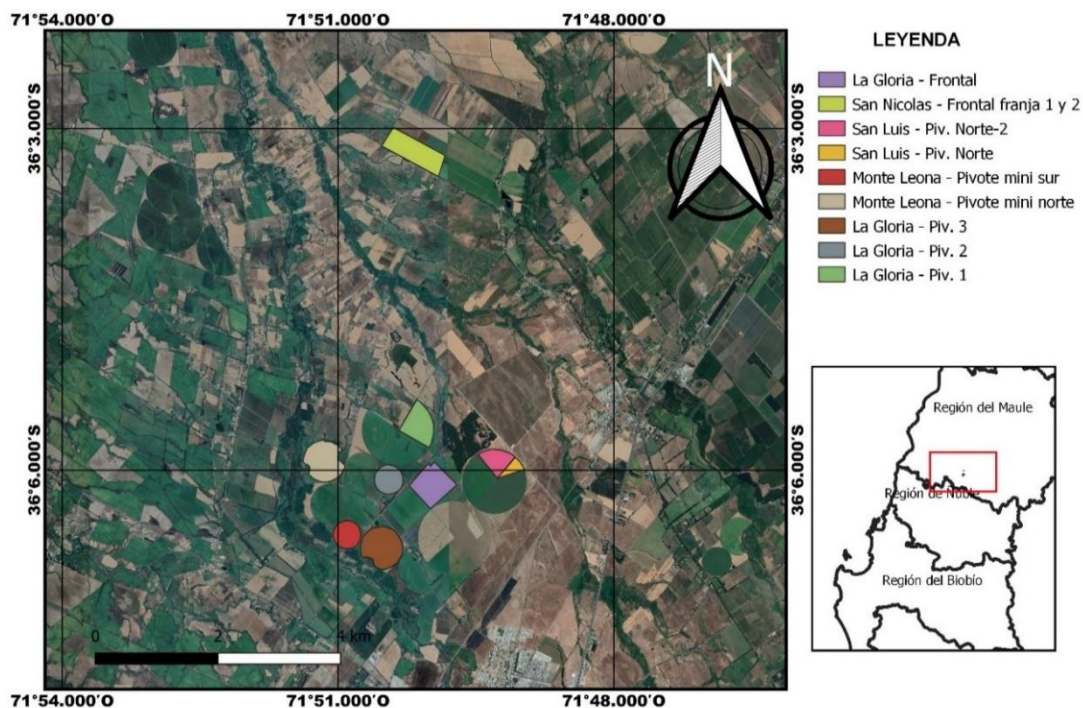 71°54.000'O 71°51.000'O 71°48.000'O
LEYENDA
La Gloria - Frontal
San Nicolas - Frontal franja 1 y 2
San Luis - Piv. Norte-2
San Luis - Piv. Norte
Monte Leona - Pivote mini sur
Monte Leona - Pivote mini norte
La Gloria - Piv. 3
La Gloria - Piv. 2
La Gloria - Piv. 1
N
36°3.000'S 36°3.000'S
36°6.000'S 36°6.000'S
Región del Maule
Región de Ñuble
Región del Biobío
0 2 4 km
71°54.000'O 71°51.000'O 71°48.000'O